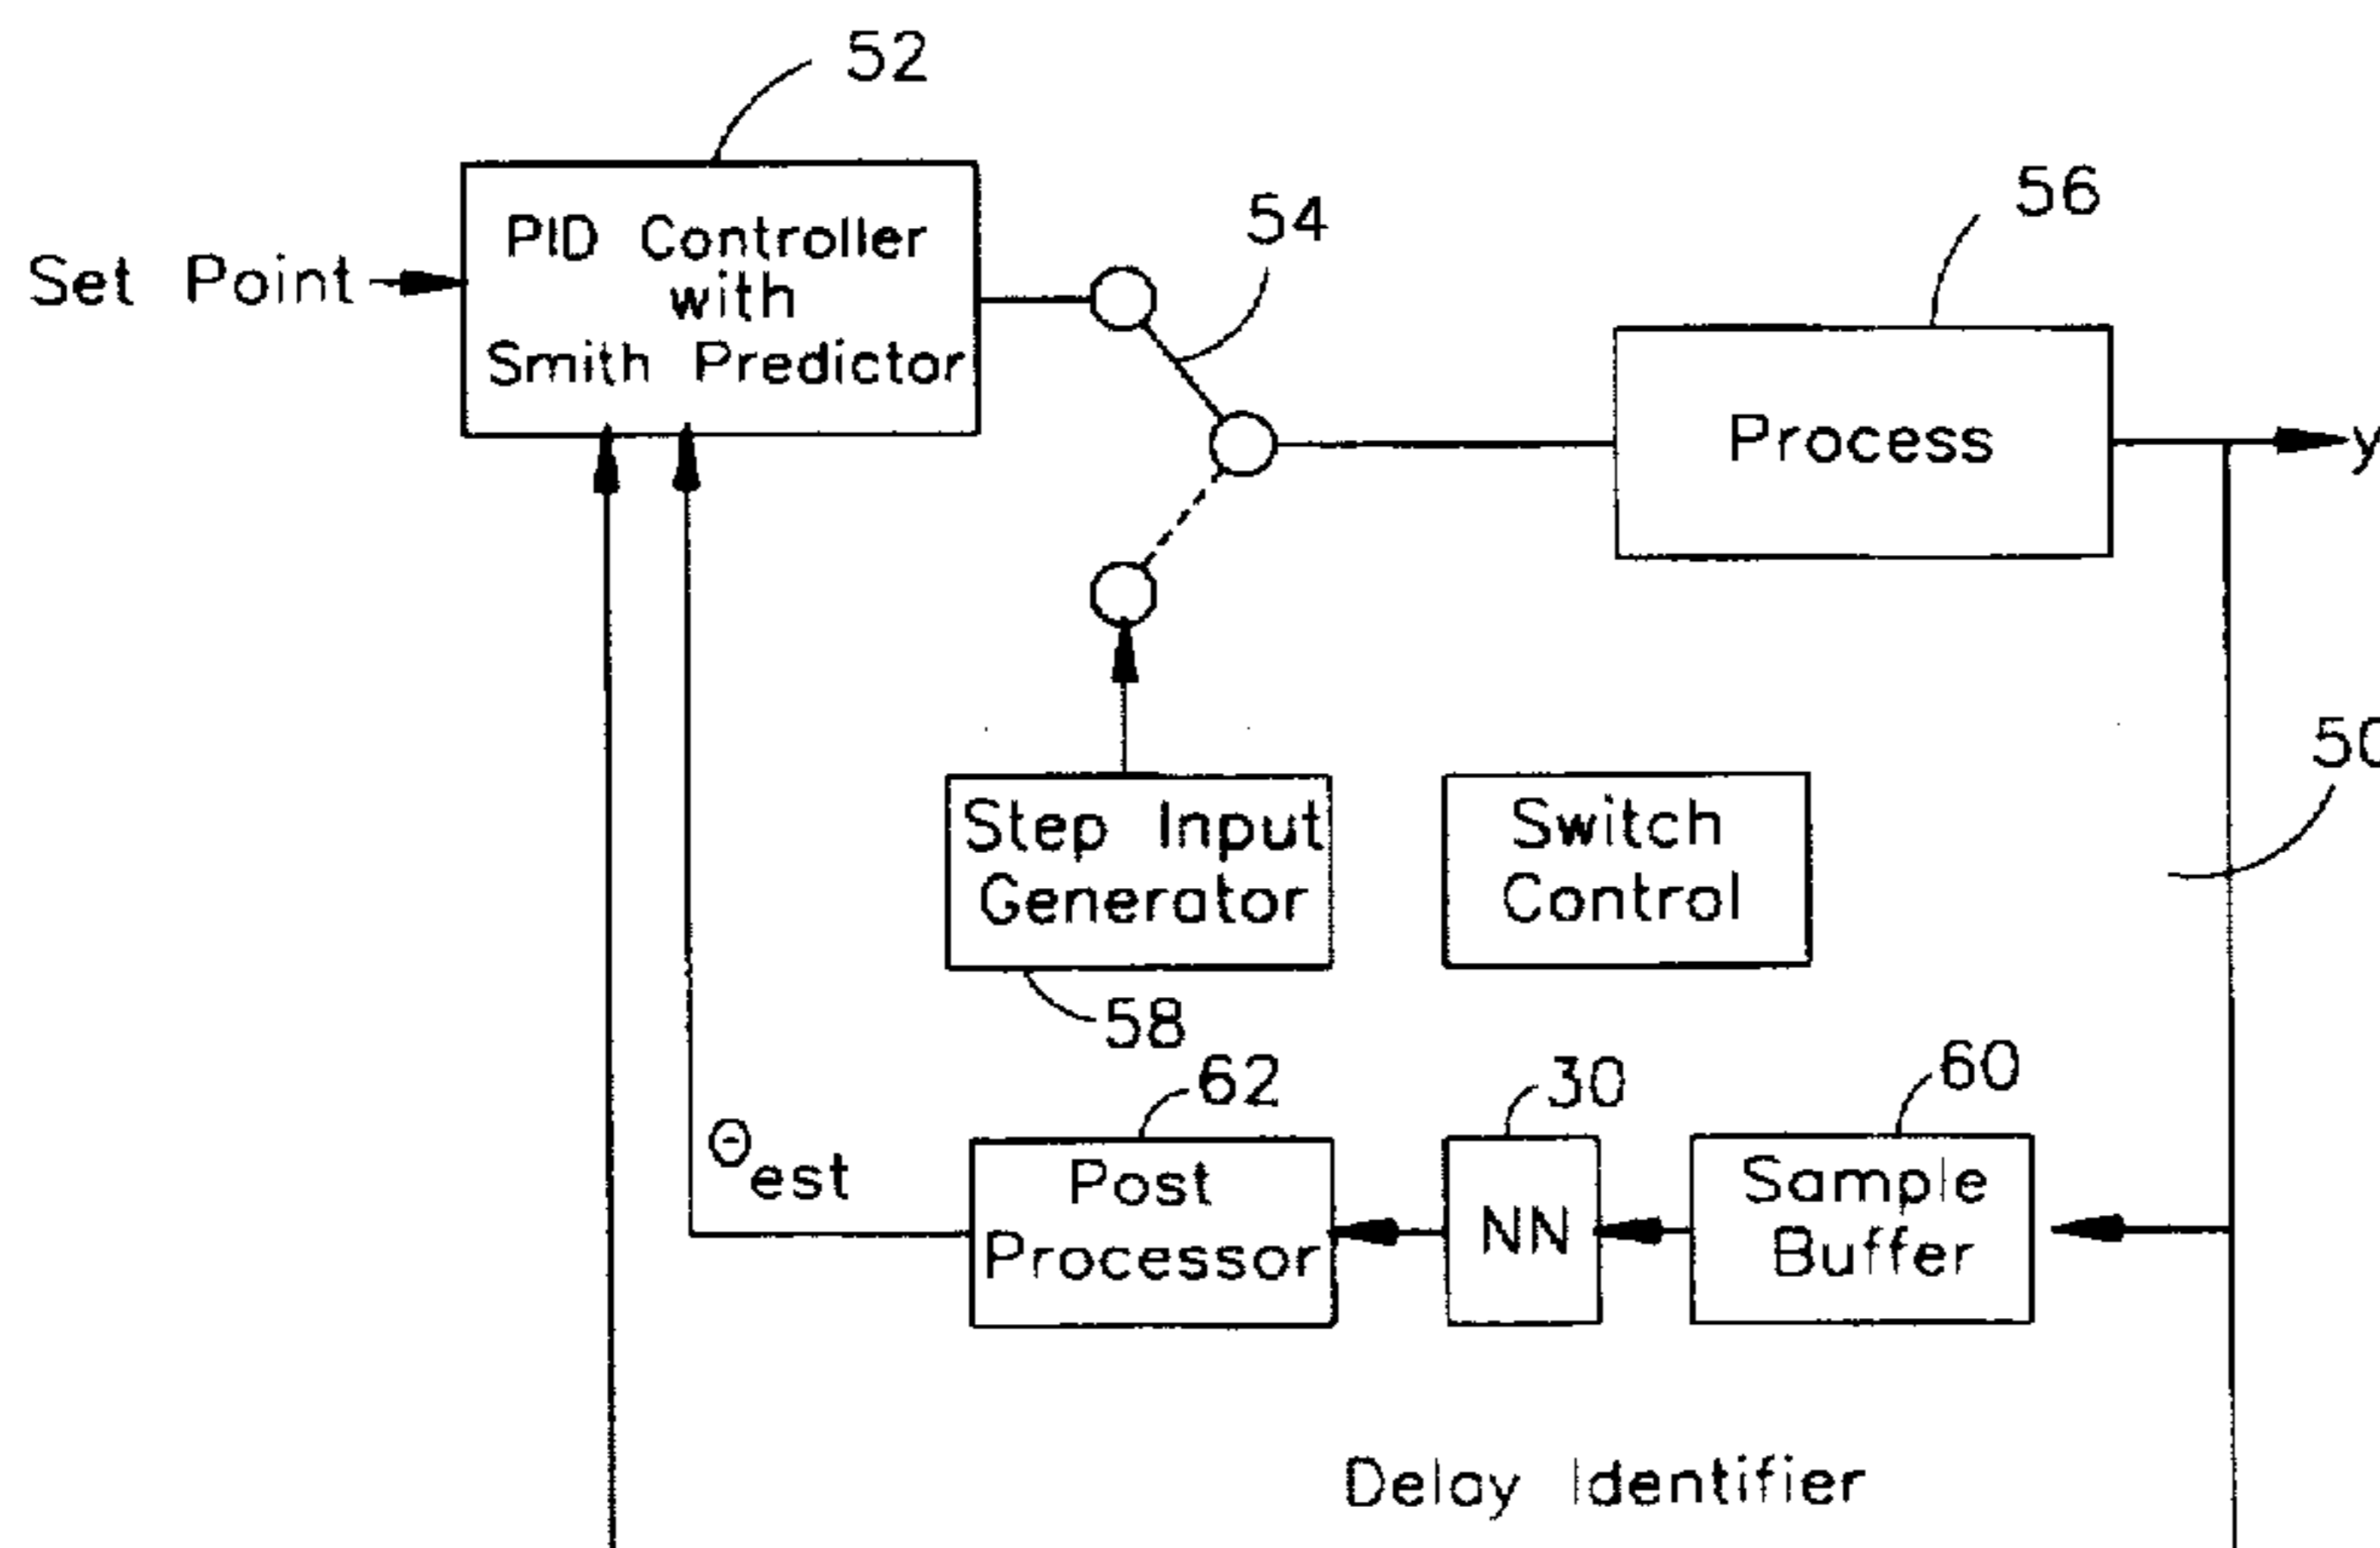 52
PID Controller
with
Smith Predictor
Set Point
54
56
Process
y
50
Step Input
Generator
58
Switch
Control
62
30
60
Θest
Post
Processor
NN
Sample
Buffer
Delay Identifier